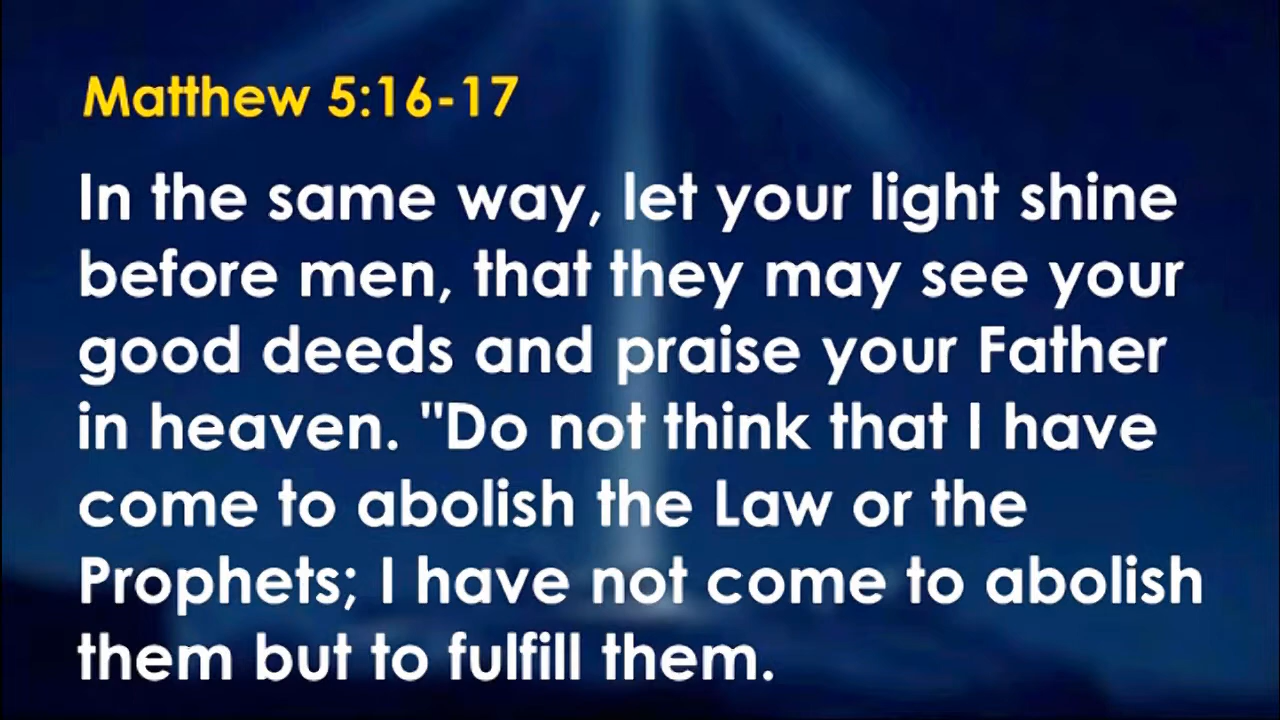 Matthew 5:16-17
In the same way, let your light shine
before men, that they may see your
good deeds and praise your Father
in heaven. "Do not think that I have
come to abolish the Law or the
Prophets; I have not come to abolish
them but to fulfill them.